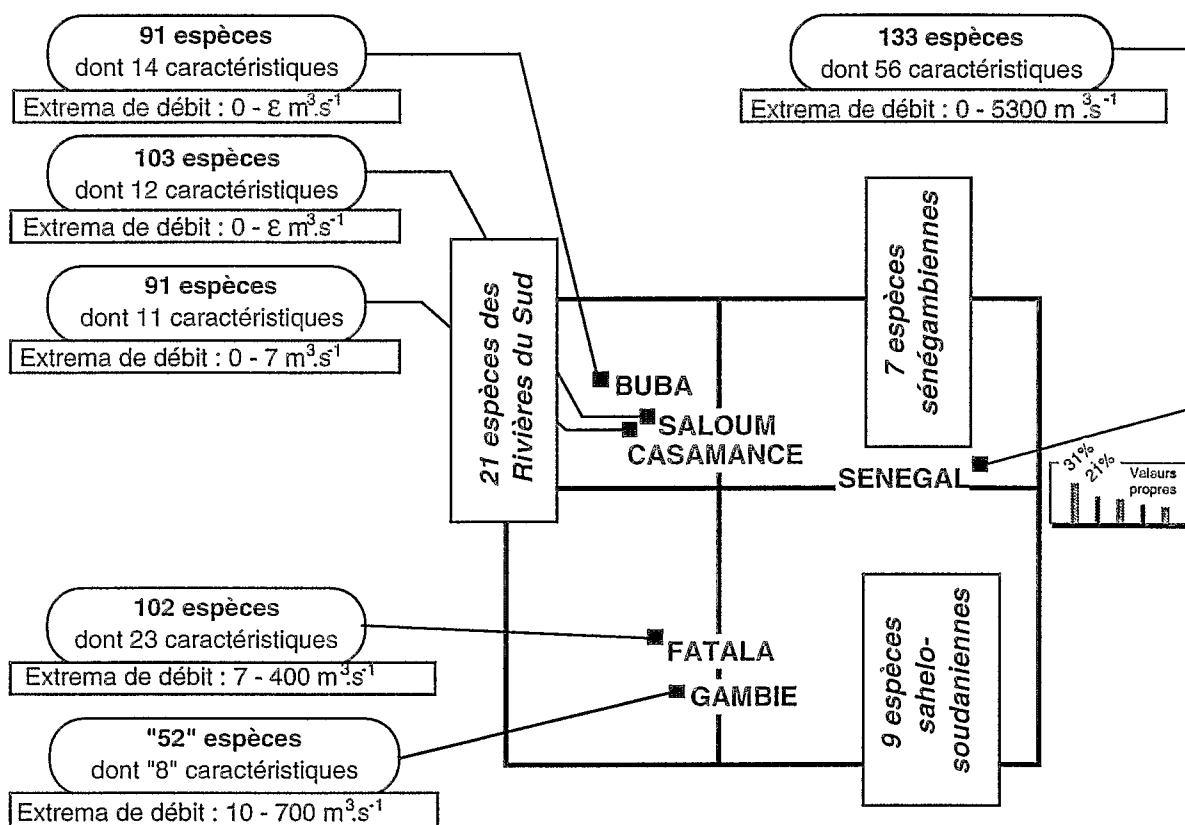 91 espèces
dont 14 caractéristiques
Extrema de débit : 0 - ε m³.s⁻¹
133 espèces
dont 56 caractéristiques
Extrema de débit : 0 - 5300 m³.s⁻¹
103 espèces
dont 12 caractéristiques
Extrema de débit : 0 - ε m³.s⁻¹
91 espèces
dont 11 caractéristiques
Extrema de débit : 0 - 7 m³.s⁻¹
21 espèces des
Rivières du Sud
7 espèces
sénégambiennes
BUBA
SALOUM
CASAMANCE
SENEGAL
31%
21%
Valeurs
propres
102 espèces
dont 23 caractéristiques
Extrema de débit : 7 - 400 m³.s⁻¹
FATALA
GAMBIE
9 espèces
sahelo-
soudaniennes
"52" espèces
dont "8" caractéristiques
Extrema de débit : 10 - 700 m³.s⁻¹